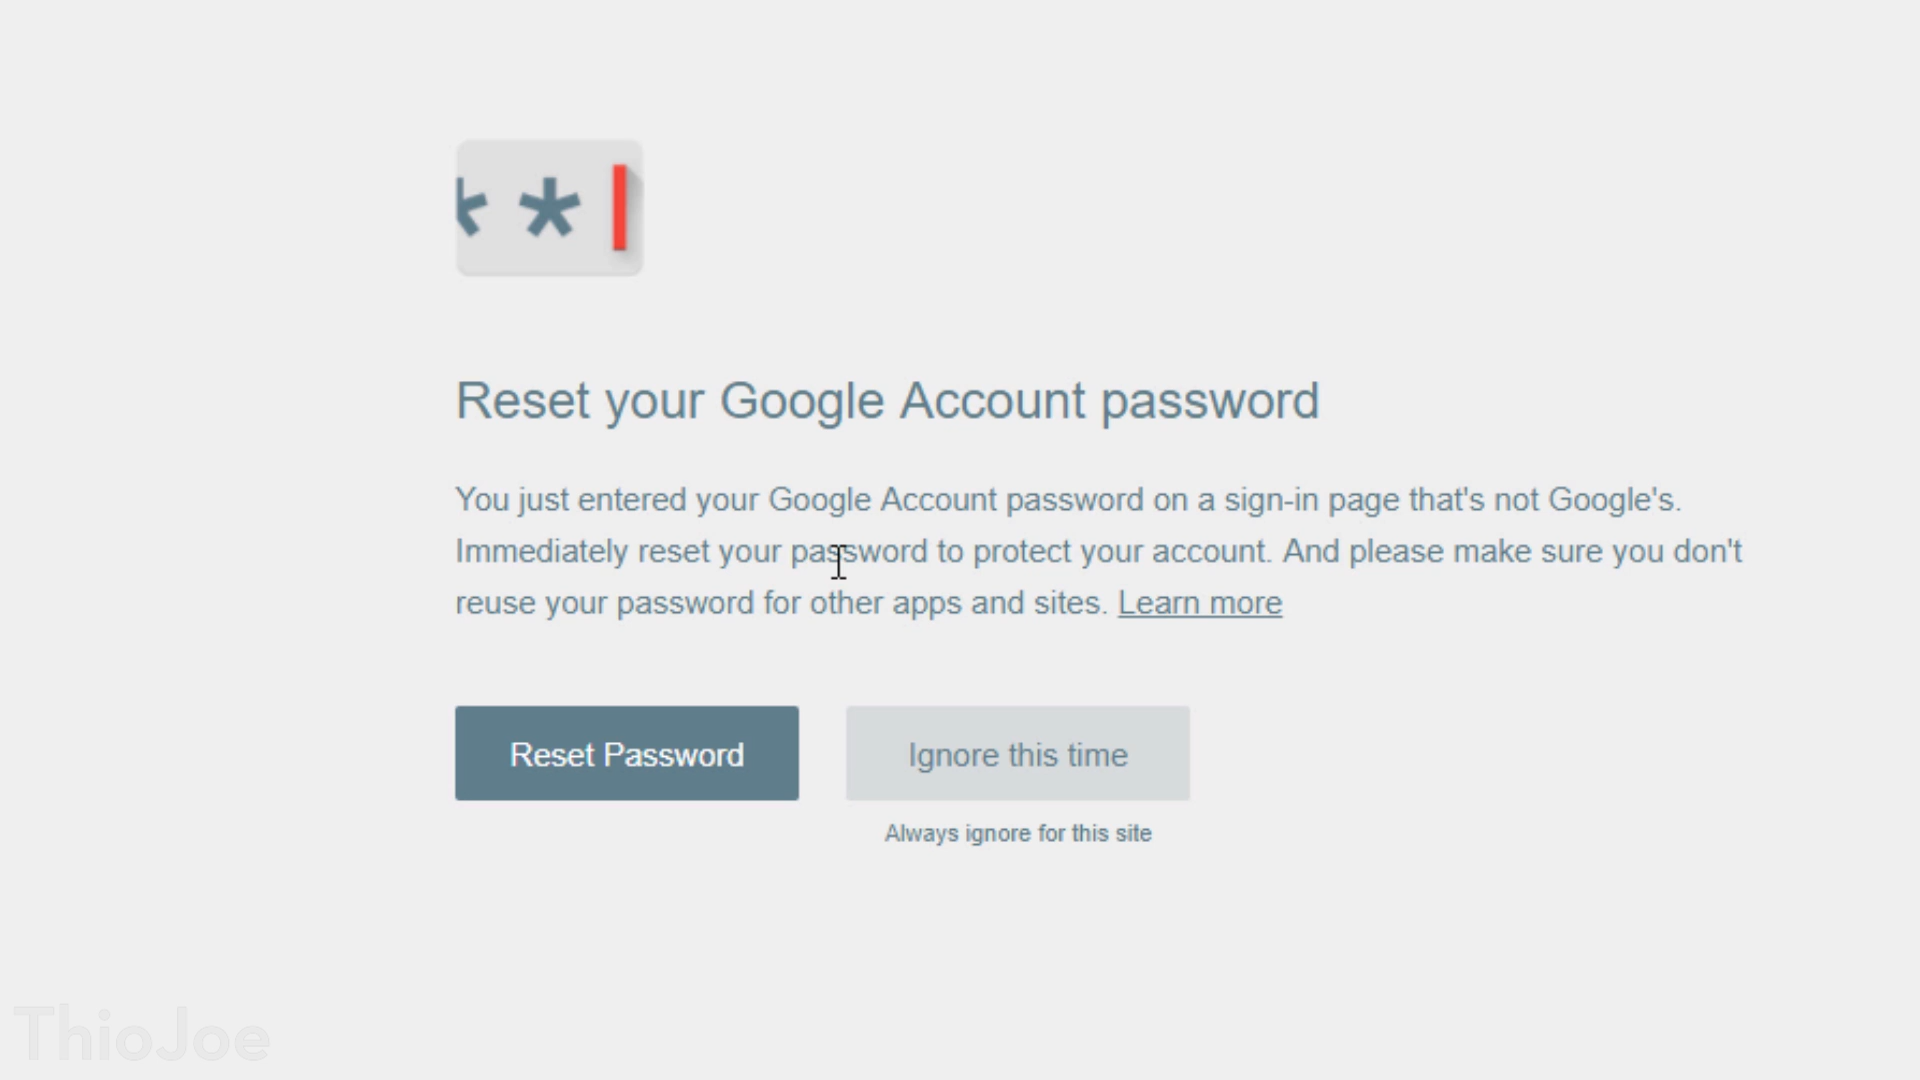 Reset your Google Account password
You just entered your Google Account password on a sign-in page that's not Google's.
Immediately reset your password to protect your account. And please make sure you don't
reuse your password for other apps and sites. Learn more
Reset Password
Ignore this time
Always ignore for this site
ThioJoe